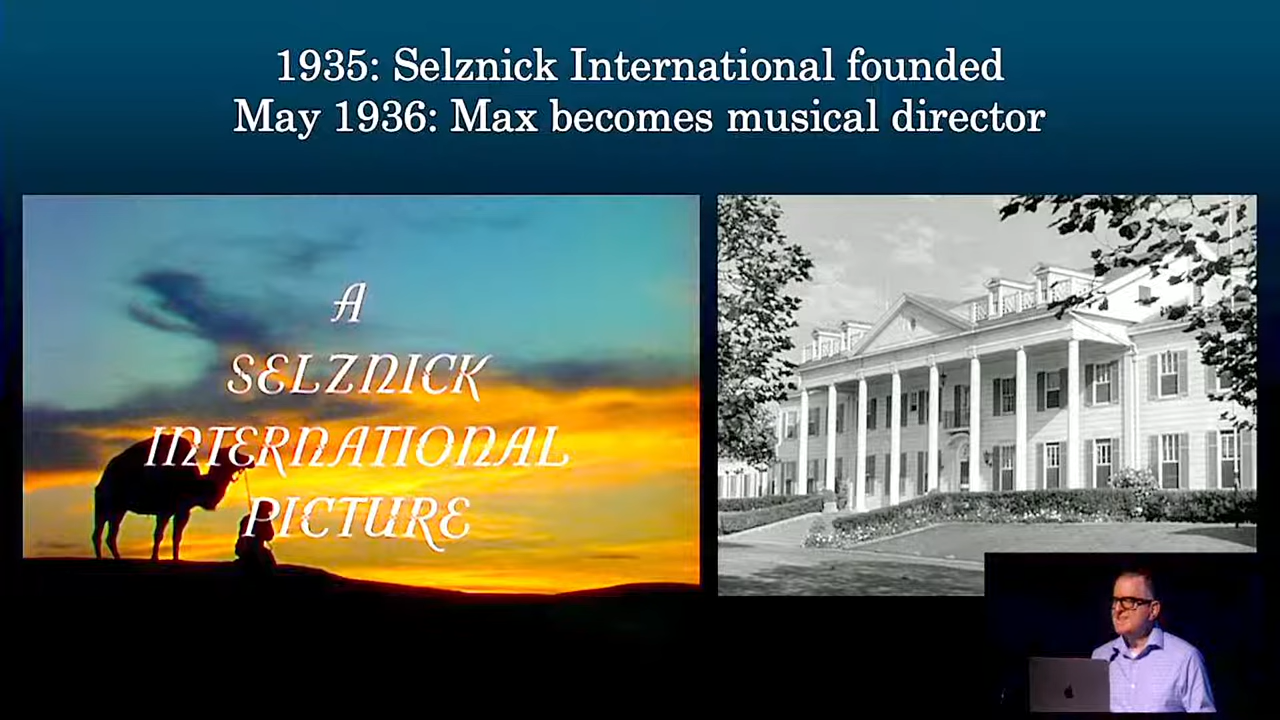 1935: Selznick International founded
May 1936: Max becomes musical director
A
SELZNICK
INTERNATIONAL
PICTURE